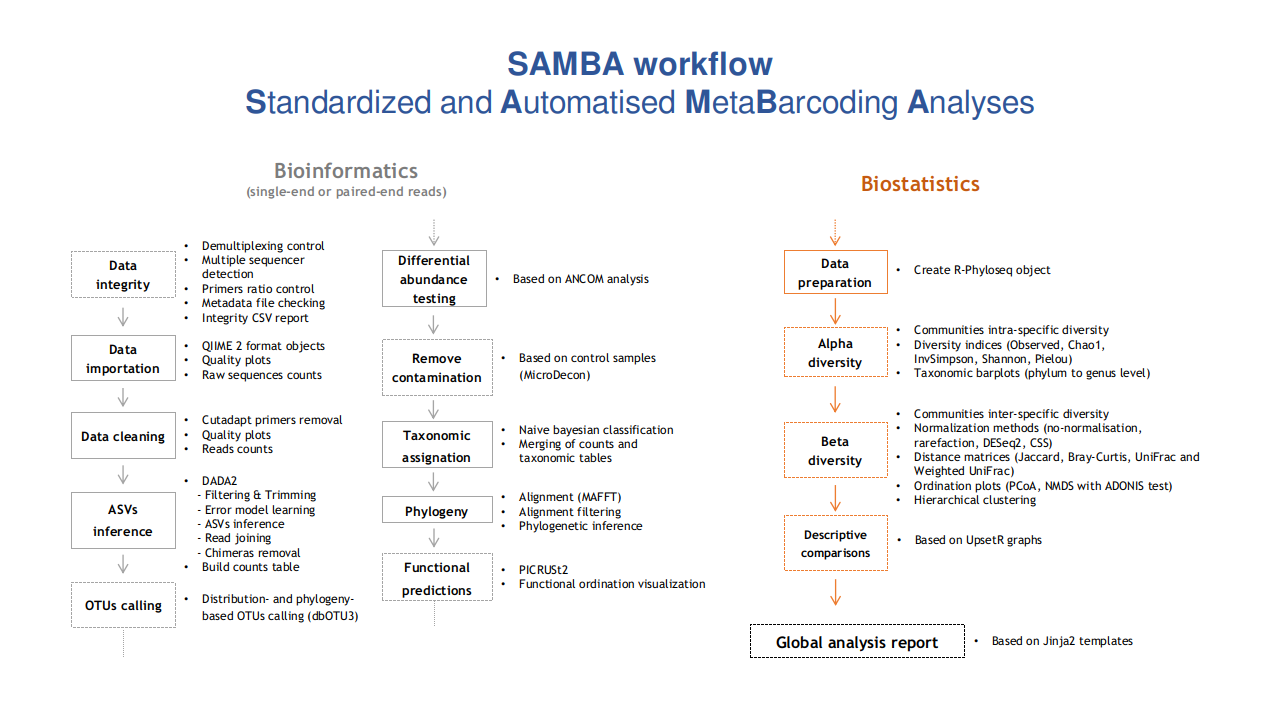 SAMBA workflow
Standardized and Automatised MetaBarcoding Analyses
Bioinformatics
(single-end or paired-end reads)
Data
integrity
• Demultiplexing control
• Multiple sequencer
detection
• Primers ratio control
• Metadata file checking
• Integrity CSV report
Data
importation
• QIIME 2 format objects
• Quality plots
• Raw sequences counts
Data cleaning
• Cutadapt primers removal
• Quality plots
• Reads counts
ASVs
inference
• DADA2
- Filtering & Trimming
- Error model learning
- ASVs inference
- Read joining
- Chimeras removal
• Build counts table
OTUs calling
• Distribution- and phylogeny-
based OTUs calling (dbOTU3)
Differential
abundance
testing
• Based on ANCOM analysis
Remove
contamination
• Based on control samples
(MicroDecon)
Taxonomic
assignation
• Naive bayesian classification
• Merging of counts and
taxonomic tables
Phylogeny
• Alignment (MAFFT)
• Alignment filtering
• Phylogenetic inference
Functional
predictions
• PICRUSt2
• Functional ordination visualization
Biostatistics
Data
preparation
• Create R-Phyloseq object
Alpha
diversity
• Communities intra-specific diversity
• Diversity indices (Observed, Chao1,
InvSimpson, Shannon, Pielou)
• Taxonomic barplots (phylum to genus level)
Beta
diversity
• Communities inter-specific diversity
• Normalization methods (no-normalisation,
rarefaction, DESeq2, CSS)
• Distance matrices (Jaccard, Bray-Curtis, UniFrac and
Weighted UniFrac)
• Ordination plots (PCoA, NMDS with ADONIS test)
• Hierarchical clustering
Descriptive
comparisons
• Based on UpsetR graphs
Global analysis report
• Based on Jinja2 templates